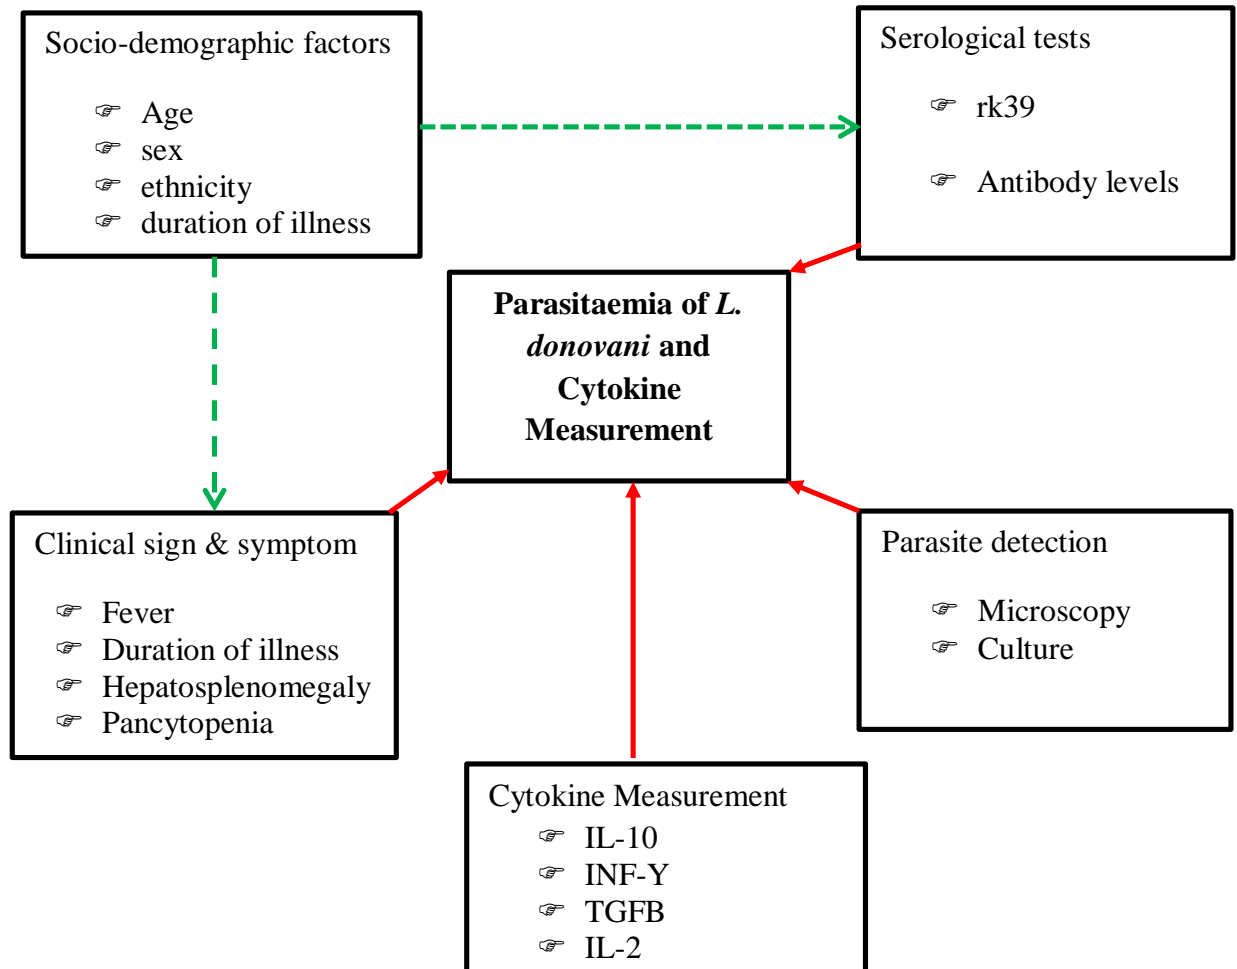 Socio-demographic factors
☞ Age
☞ sex
☞ ethnicity
☞ duration of illness
Serological tests
☞ rk39
☞ Antibody levels
Parasitaemia of L.
donovani and
Cytokine
Measurement
Clinical sign & symptom
☞ Fever
☞ Duration of illness
☞ Hepatosplenomegaly
☞ Pancytopenia
Parasite detection
☞ Microscopy
☞ Culture
Cytokine Measurement
☞ IL-10
☞ INF-Y
☞ TGFB
☞ IL-2